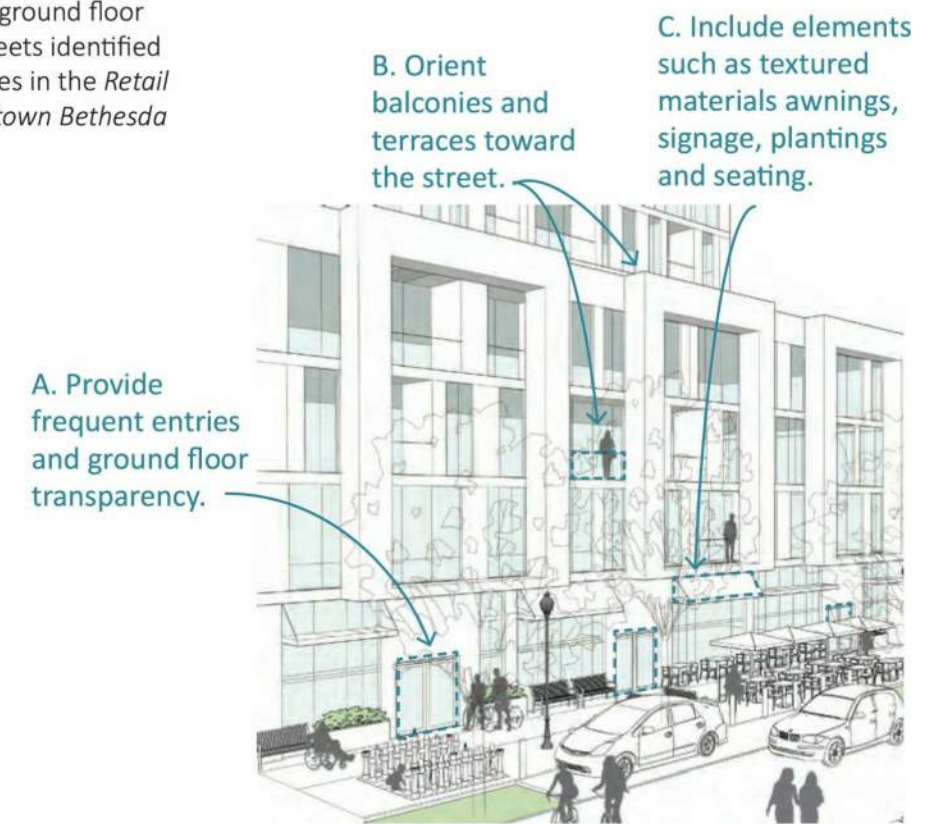 ground floor
eets identified
es in the Retail
town Bethesda
B. Orient
balconies and
terraces toward
the street.
C. Include elements
such as textured
materials awnings,
signage, plantings
and seating.
A. Provide
frequent entries
and ground floor
transparency.